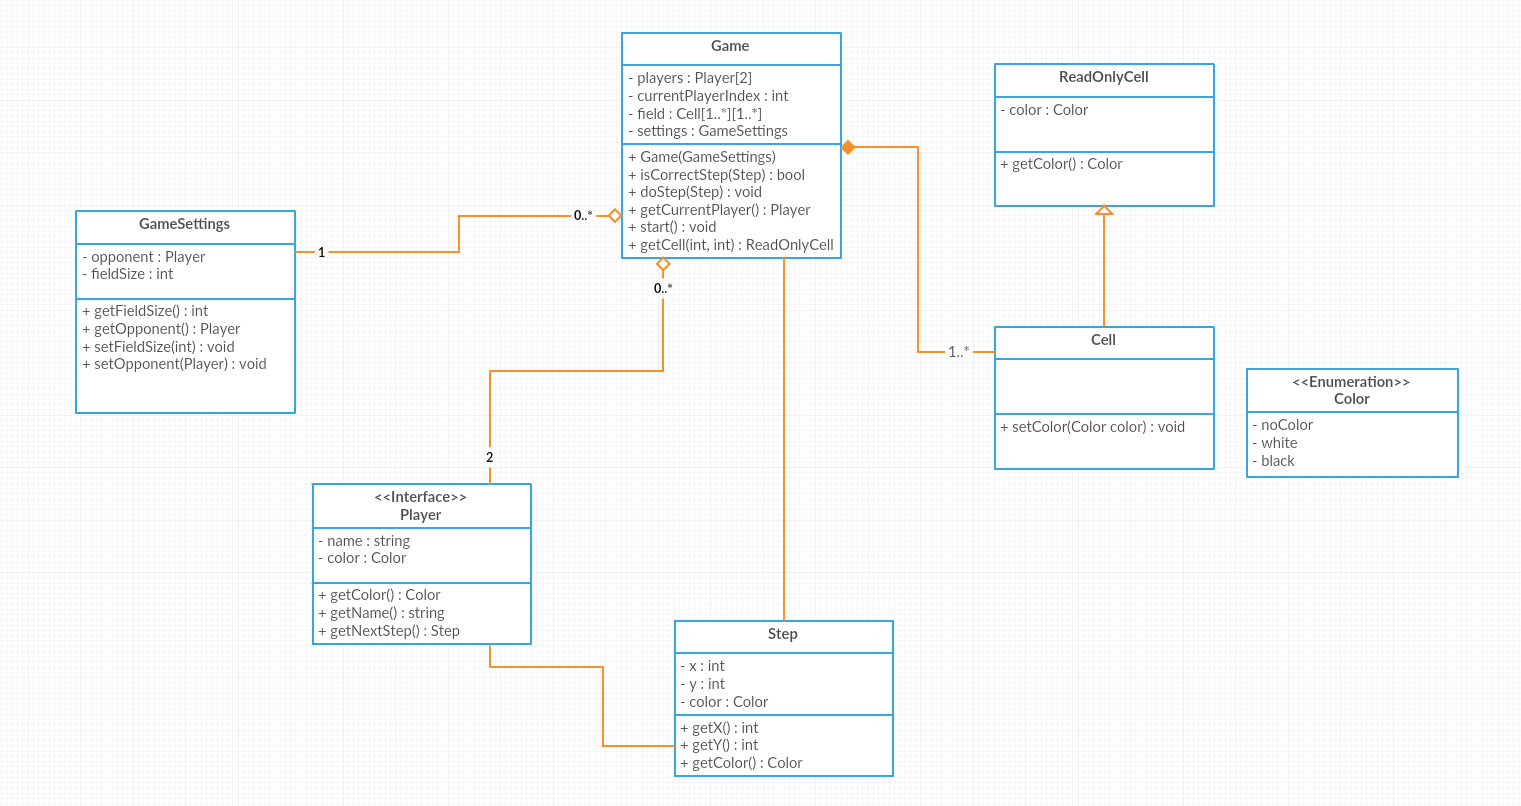 Game
- players : Player[2]
- currentPlayerIndex : int
- field : Cell[1..*][1..*]
- settings : GameSettings
+ Game(GameSettings)
+ isCorrectStep(Step) : bool
+ doStep(Step) : void
+ getCurrentPlayer() : Player
+ start() : void
+ getCell(int, int) : ReadOnlyCell
ReadOnlyCell
- color : Color
+ getColor() : Color
GameSettings
- opponent : Player
- fieldSize : int
+ getFieldSize() : int
+ getOpponent() : Player
+ setFieldSize(int) : void
+ setOpponent(Player) : void
1
0..*
0..*
2
1..*
Cell
+ setColor(Color color) : void
<<Enumeration>>
Color
- noColor
- white
- black
<<Interface>>
Player
- name : string
- color : Color
+ getColor() : Color
+ getName() : string
+ getNextStep() : Step
Step
- x : int
- y : int
- color : Color
+ getX() : int
+ getY() : int
+ getColor() : Color